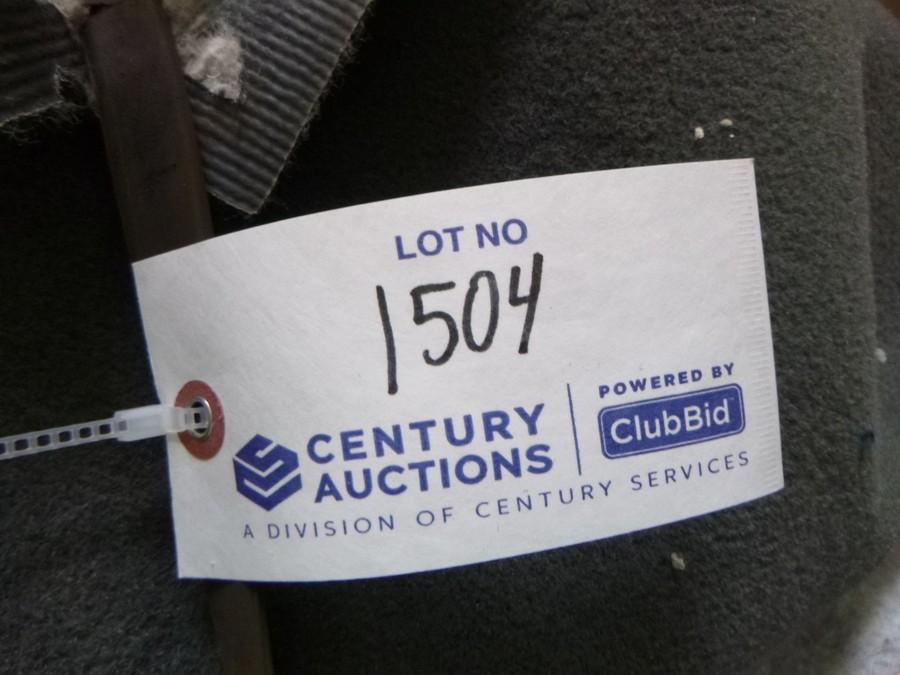 LOT NO
1504
CENTURY
AUCTIONS
POWERED BY
ClubBid
A DIVISION OF CENTURY SERVICES